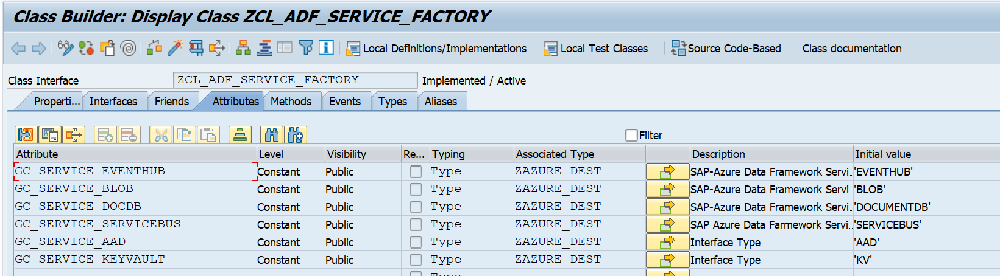 Class Builder: Display Class ZCL_ADF_SERVICE_FACTORY
Local Definitions/Implementations Local Test Classes Source Code-Based Class documentation
Class Interface ZCL_ADF_SERVICE_FACTORY Implemented / Active
Properti... Interfaces Friends Attributes Methods Events Types Aliases
Filter
Attribute Level Visibility Re... Typing Associated Type Description Initial value
GC_SERVICE_EVENTHUB Constant Public Type ZAZURE_DEST SAP-Azure Data Framework Servi... 'EVENTHUB'
GC_SERVICE_BLOB Constant Public Type ZAZURE_DEST SAP-Azure Data Framework Servi... 'BLOB'
GC_SERVICE_DOCDB Constant Public Type ZAZURE_DEST SAP-Azure Data Framework Servi... 'DOCUMENTDB'
GC_SERVICE_SERVICEBUS Constant Public Type ZAZURE_DEST SAP Azure Data Farmework Servi... 'SERVICEBUS'
GC_SERVICE_AAD Constant Public Type ZAZURE_DEST Interface Type 'AAD'
GC_SERVICE_KEYVAULT Constant Public Type ZAZURE_DEST Interface Type 'KV'
Type